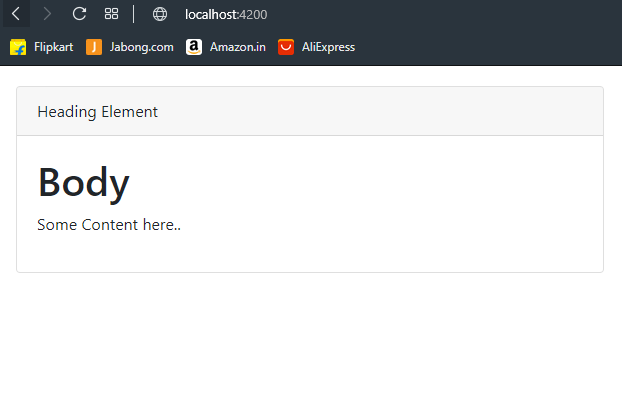 localhost:4200
Flipkart Jabong.com Amazon.in AliExpress
Heading Element
Body
Some Content here..